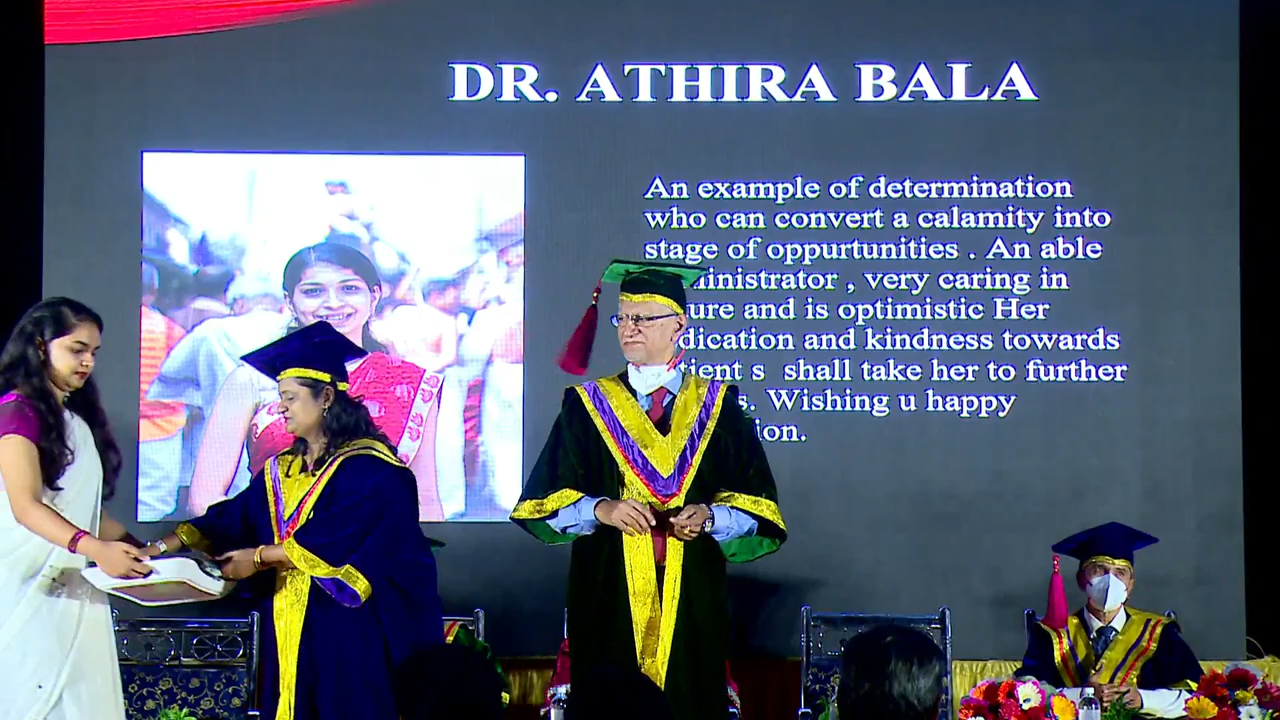 DR. ATHIRA BALA
An example of determination
who can convert a calamity into
stage of oppurtunities . An able
ministrator , very caring in
ure and is optimistic Her
dication and kindness towards
tient s shall take her to further
s. Wishing u happy
ion.